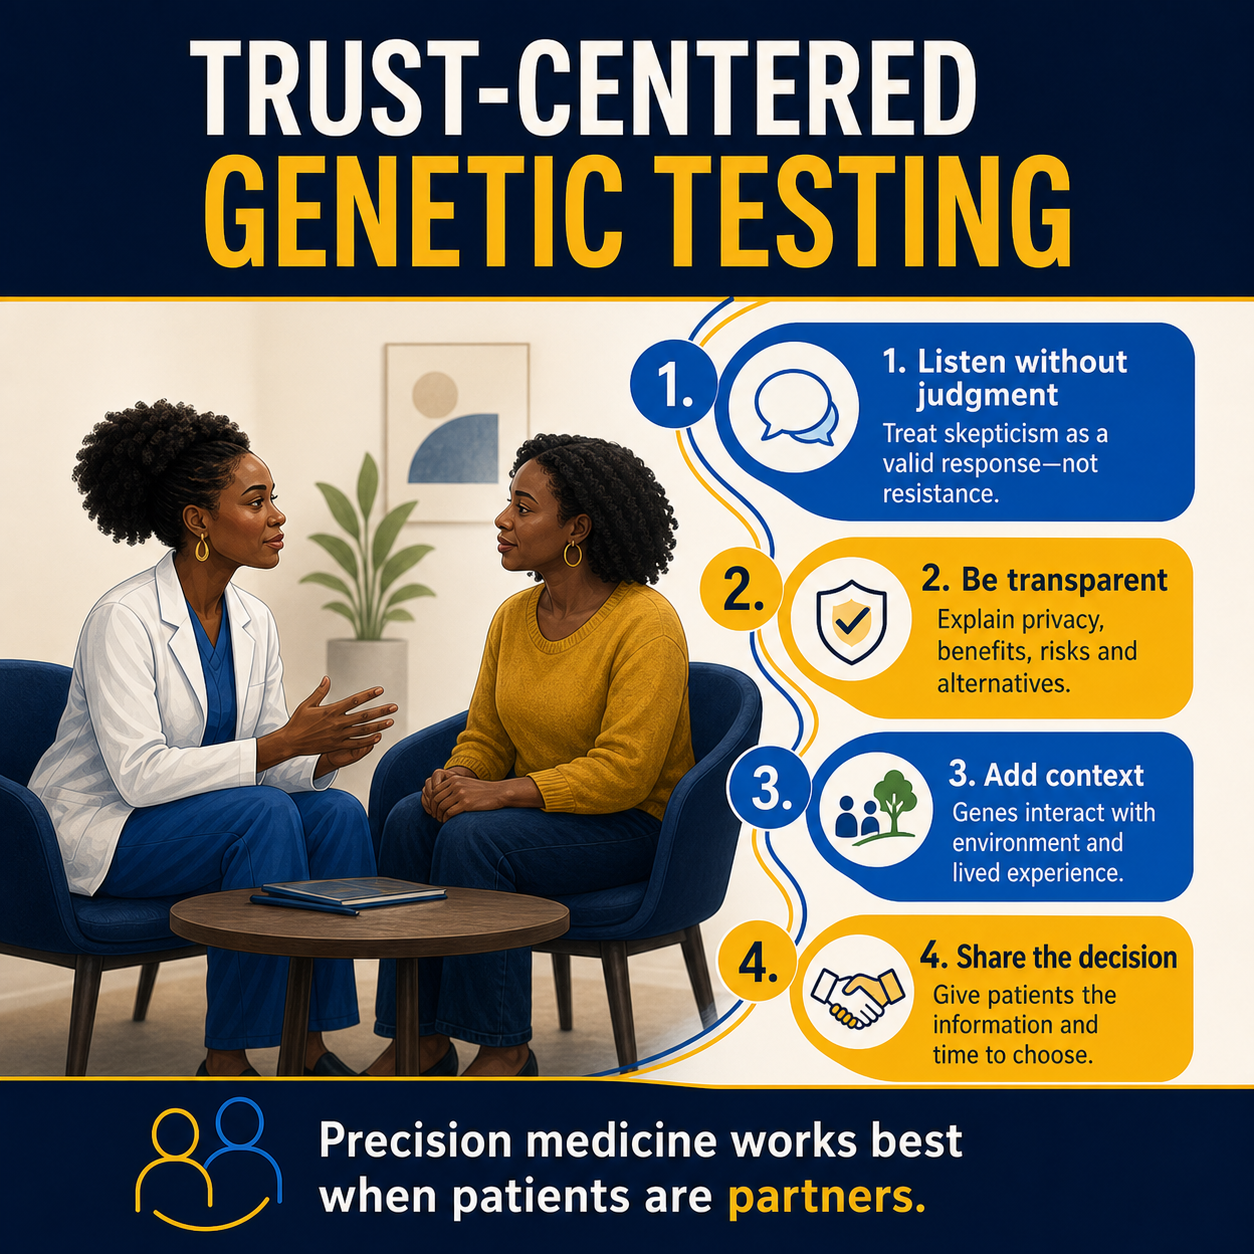 TRUST-CENTERED
GENETIC TESTING
1.
1. Listen without
judgment
Treat skepticism as a
valid response—not
resistance.
2.
2. Be transparent
Explain privacy,
benefits, risks and
alternatives.
3.
3. Add context
Genes interact with
environment and
lived experience.
4.
4. Share the decision
Give patients the
information and
time to choose.
Precision medicine works best
when patients are partners.